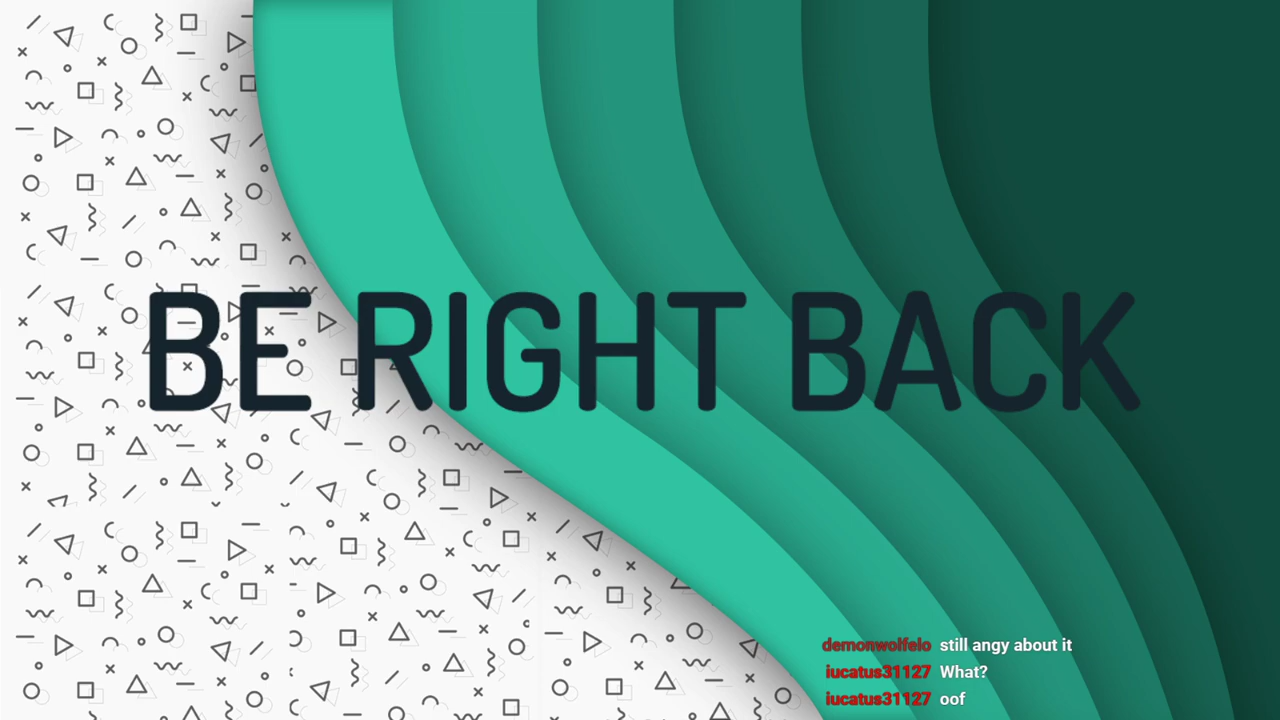 BE RIGHT BACK
demonwolfelo still angy about it
iucatus31127 What?
iucatus31127 oof